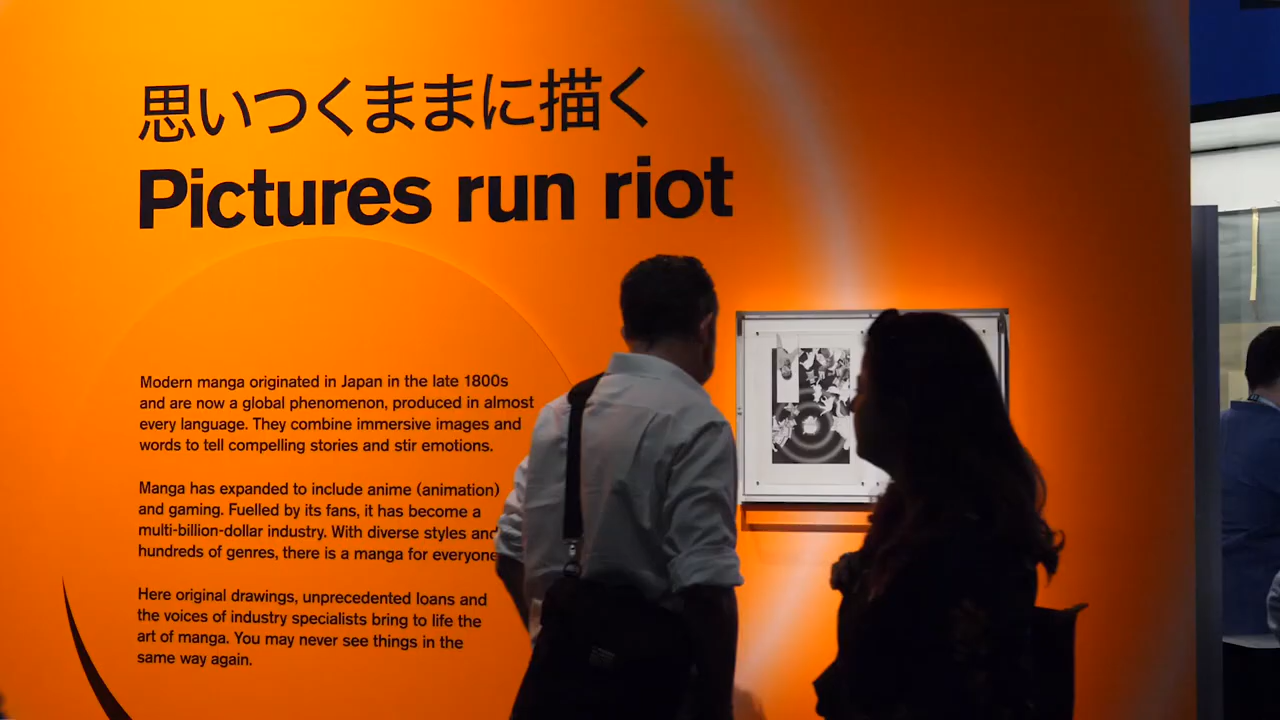 思いつくままに描く
Pictures run riot
Modern manga originated in Japan in the late 1800s
and are now a global phenomenon, produced in almost
every language. They combine immersive images and
words to tell compelling stories and stir emotions.
Manga has expanded to include anime (animation)
and gaming. Fuelled by its fans, it has become a
multi-billion-dollar industry. With diverse styles and
hundreds of genres, there is a manga for everyone
Here original drawings, unprecedented loans and
the voices of industry specialists bring to life the
art of manga. You may never see things in the
same way again.